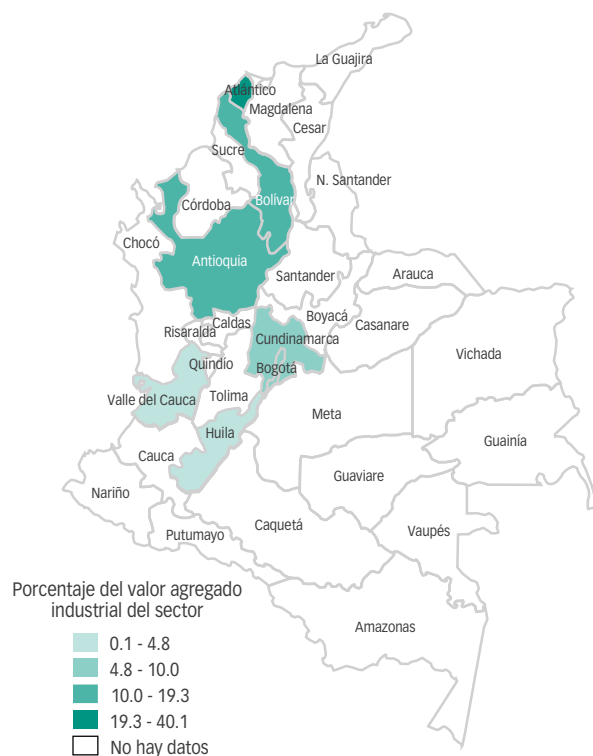 La Guajira
Atlántico
Magdalena
Cesar
Sucre
N. Santander
Bolívar
Córdoba
Chocó
Antioquia
Santander
Arauca
Boyacá
Caldas
Risaralda
Casanare
Cundinamarca
Vichada
Quindío
Bogotá
Tolima
Valle del Cauca
Meta
Huila
Guainía
Cauca
Guaviare
Nariño
Caquetá
Vaupés
Putumayo
Porcentaje del valor agregado
industrial del sector
Amazonas
0.1 - 4.8
4.8 - 10.0
10.0 - 19.3
19.3 - 40.1
No hay datos